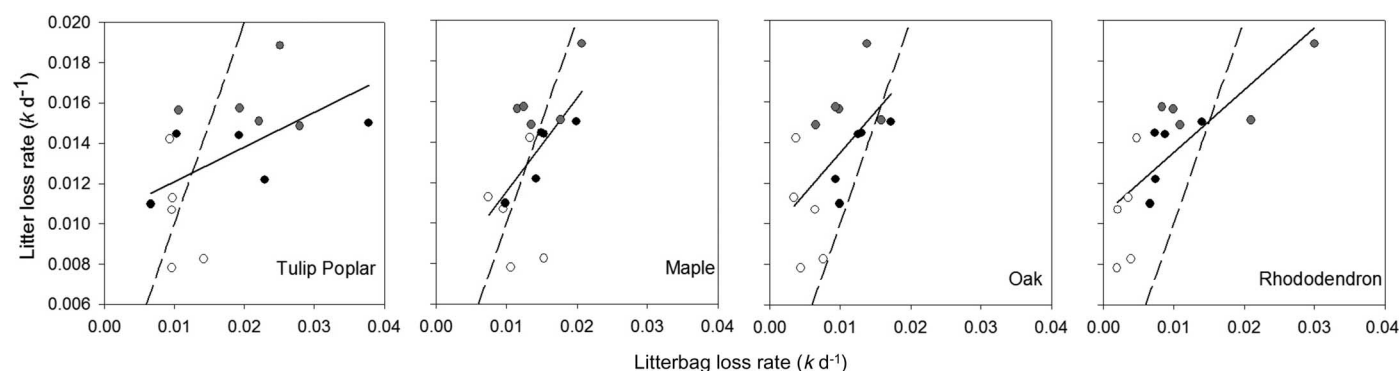 Litter loss rate (k d-1)
0.020
0.018
0.016
0.014
0.012
0.010
0.008
0.006
Tulip Poplar
Maple
Oak
Rhododendron
0.00 0.01 0.02 0.03 0.04
0.00 0.01 0.02 0.03 0.04
0.00 0.01 0.02 0.03 0.04
0.00 0.01 0.02 0.03 0.04
Litterbag loss rate (k d-1)